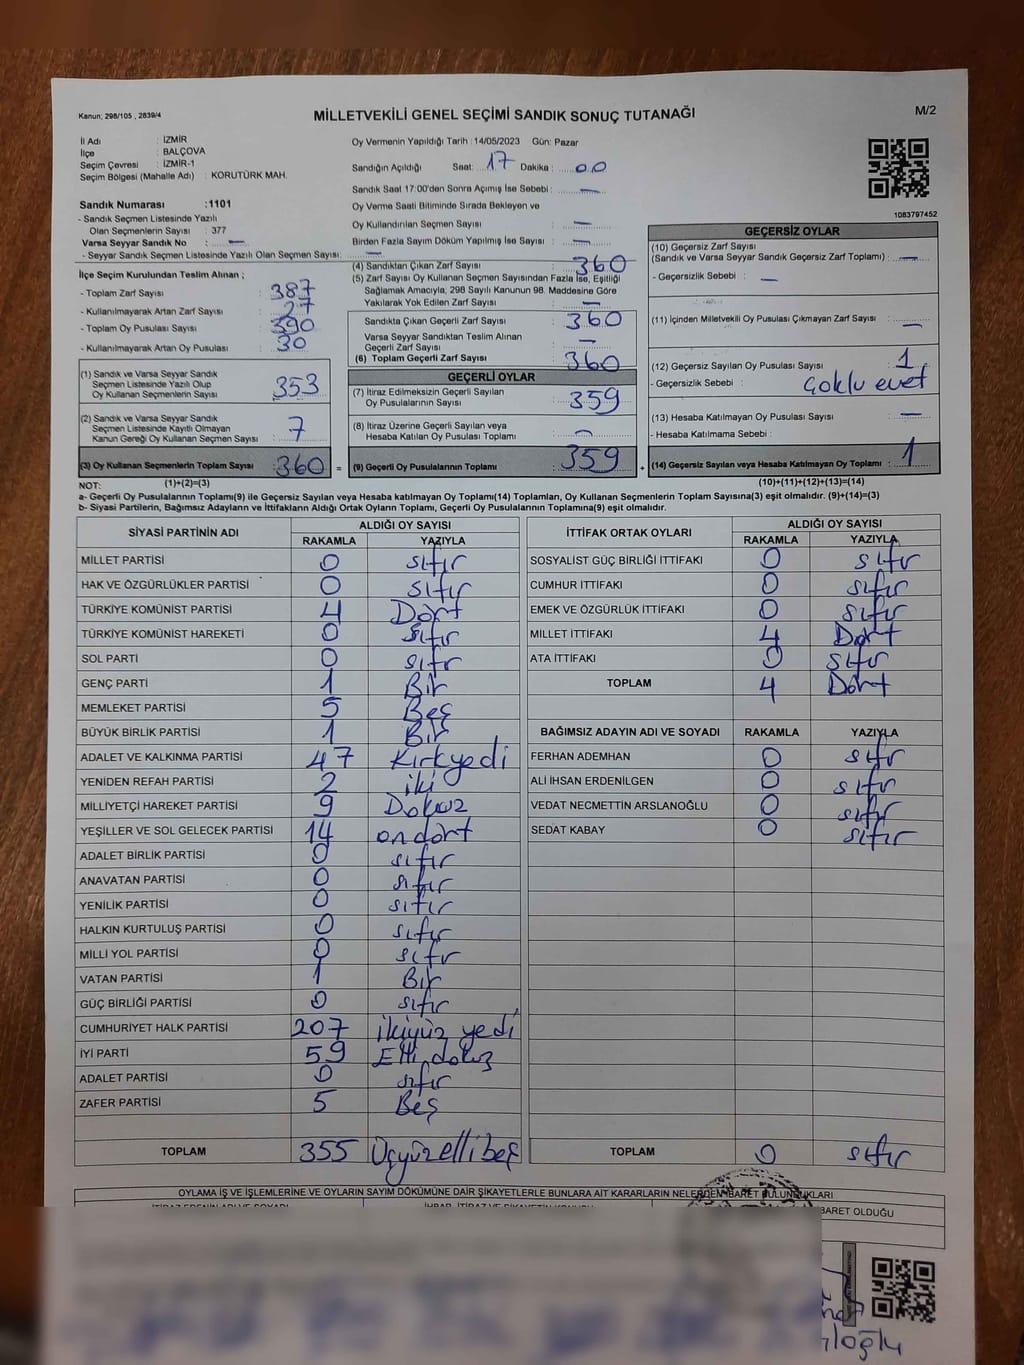 Kanun; 298/105 , 2839/4
MİLLETVEKİLİ GENEL SEÇİMİ SANDIK SONUÇ TUTANAĞI
M/2
İl Adı : İZMİR
İlçe : BALÇOVA
Seçim Çevresi : İZMİR-1
Seçim Bölgesi (Mahalle Adı) : KORUTÜRK MAH.
Sandık Numarası :1101
- Sandık Seçmen Listesinde Yazılı
Olan Seçmenlerin Sayısı : 377
Varsa Seyyar Sandık No : —
- Seyyar Sandık Seçmen Listesinde Yazılı Olan Seçmen Sayısı: —
Oy Vermenin Yapıldığı Tarih : 14/05/2023 Gün: Pazar
Sandığın Açıldığı Saat: 17 Dakika : 00
Sandık Saat 17:00'den Sonra Açımış İse Sebebi : —
Oy Verme Saati Bitiminde Sırada Bekleyen ve
Oy Kullandırılan Seçmen Sayısı : —
Birden Fazla Sayım Döküm Yapılmış İse Sayısı : —
1083797452
İlçe Seçim Kurulundan Teslim Alınan ;
- Toplam Zarf Sayısı : 387
- Kullanılmayarak Artan Zarf Sayısı : 27
- Toplam Oy Pusulası Sayısı : 390
- Kullanılmayarak Artan Oy Pusulası : 30
(1) Sandık ve Varsa Seyyar Sandık
Seçmen Listesinde Yazılı Olup
Oy Kullanan Seçmenlerin Sayısı : 353
(2) Sandık ve Varsa Seyyar Sandık
Seçmen Listesinde Kayıtlı Olmayan
Kanun Gereği Oy Kullanan Seçmen Sayısı : 7
(3) Oy Kullanan Seçmenlerin Toplam Sayısı : 360 =
(4) Sandıktan Çıkan Zarf Sayısı : 360
(5) Zarf Sayısı Oy Kullanan Seçmen Sayısından Fazla İse, Eşitliği
Sağlamak Amacıyla, 298 Sayılı Kanunun 98. Maddesine Göre
Yakılarak Yok Edilen Zarf Sayısı : —
Sandıkta Çıkan Geçerli Zarf Sayısı : 360
Varsa Seyyar Sandıktan Teslim Alınan
Geçerli Zarf Sayısı : —
(6) Toplam Geçerli Zarf Sayısı : 360
GEÇERLİ OYLAR
(7) İtiraz Edilmeksizin Geçerli Sayılan
Oy Pusulalarının Sayısı : 359
(8) İtiraz Üzerine Geçerli Sayılan veya
Hesaba Katılan Oy Pusulası Toplamı : —
(9) Geçerli Oy Pusulalarının Toplamı : 359 +
GEÇERSİZ OYLAR
(10) Geçersiz Zarf Sayısı
(Sandık ve Varsa Seyyar Sandık Geçersiz Zarf Toplamı) : —
- Geçersizlik Sebebi : —
(11) İçinden Milletvekili Oy Pusulası Çıkmayan Zarf Sayısı : —
(12) Geçersiz Sayılan Oy Pusulası Sayısı : 1
- Geçersizlik Sebebi : Çoklu evet
(13) Hesaba Katılmayan Oy Pusulası Sayısı : —
- Hesaba Katılmama Sebebi :
(14) Geçersiz Sayılan veya Hesaba Katılmayan Oy Toplamı : 1
NOT: (1)+(2)=(3) (10)+(11)+(12)+(13)=(14)
a- Geçerli Oy Pusulalarının Toplamı(9) ile Geçersiz Sayılan veya Hesaba katılmayan Oy Toplamı(14) Toplamları, Oy Kullanan Seçmenlerin Toplam Sayısına(3) eşit olmalıdır. (9)+(14)=(3)
b- Siyasi Partilerin, Bağımsız Adayların ve İttifakların Aldığı Ortak Oyların Toplamı, Geçerli Oy Pusulalarının Toplamına(9) eşit olmalıdır.
SİYASİ PARTİNİN ADI ALDIĞI OY SAYISI
RAKAMLA YAZIYLA
MİLLET PARTİSİ 0 sıfır
HAK VE ÖZGÜRLÜKLER PARTİSİ 0 sıfır
TÜRKİYE KOMÜNİST PARTİSİ 4 Dört
TÜRKİYE KOMÜNİST HAREKETİ 0 sıfır
SOL PARTİ 0 sıfır
GENÇ PARTİ 1 Bir
MEMLEKET PARTİSİ 5 Beş
BÜYÜK BİRLİK PARTİSİ 1 Bir
ADALET VE KALKINMA PARTİSİ 47 Kırkyedi
YENİDEN REFAH PARTİSİ 2 iki
MİLLİYETÇİ HAREKET PARTİSİ 9 Dokuz
YEŞİLLER VE SOL GELECEK PARTİSİ 14 ondört
ADALET BİRLİK PARTİSİ 0 sıfır
ANAVATAN PARTİSİ 0 sıfır
YENİLİK PARTİSİ 0 sıfır
HALKIN KURTULUŞ PARTİSİ 0 sıfır
MİLLİ YOL PARTİSİ 0 sıfır
VATAN PARTİSİ 1 Bir
GÜÇ BİRLİĞİ PARTİSİ 0 sıfır
CUMHURİYET HALK PARTİSİ 207 ikiyüz yedi
İYİ PARTİ 59 Elli dokuz
ADALET PARTİSİ 0 sıfır
ZAFER PARTİSİ 5 Beş
TOPLAM 355 Üçyüzellibeş
İTTİFAK ORTAK OYLARI ALDIĞI OY SAYISI
RAKAMLA YAZIYLA
SOSYALİST GÜÇ BİRLİĞİ İTTİFAKI 0 sıfır
CUMHUR İTTİFAKI 0 sıfır
EMEK VE ÖZGÜRLÜK İTTİFAKI 0 sıfır
MİLLET İTTİFAKI 4 Dört
ATA İTTİFAKI 0 sıfır
TOPLAM 4 Dört
BAĞIMSIZ ADAYIN ADI VE SOYADI RAKAMLA YAZIYLA
FERHAN ADEMHAN 0 sıfır
ALİ İHSAN ERDENİLGEN 0 sıfır
VEDAT NECMETTİN ARSLANOĞLU 0 sıfır
SEDAT KABAY 0 sıfır
TOPLAM 0 sıfır
OYLAMA İŞ VE İŞLEMLERİNE VE OYLARIN SAYIM DÖKÜMÜNE DAİR ŞİKAYETLERLE BUNLARA AİT KARARLARIN NELERDEN İBARET BULUNDUKLARI
BARET OLDUĞU